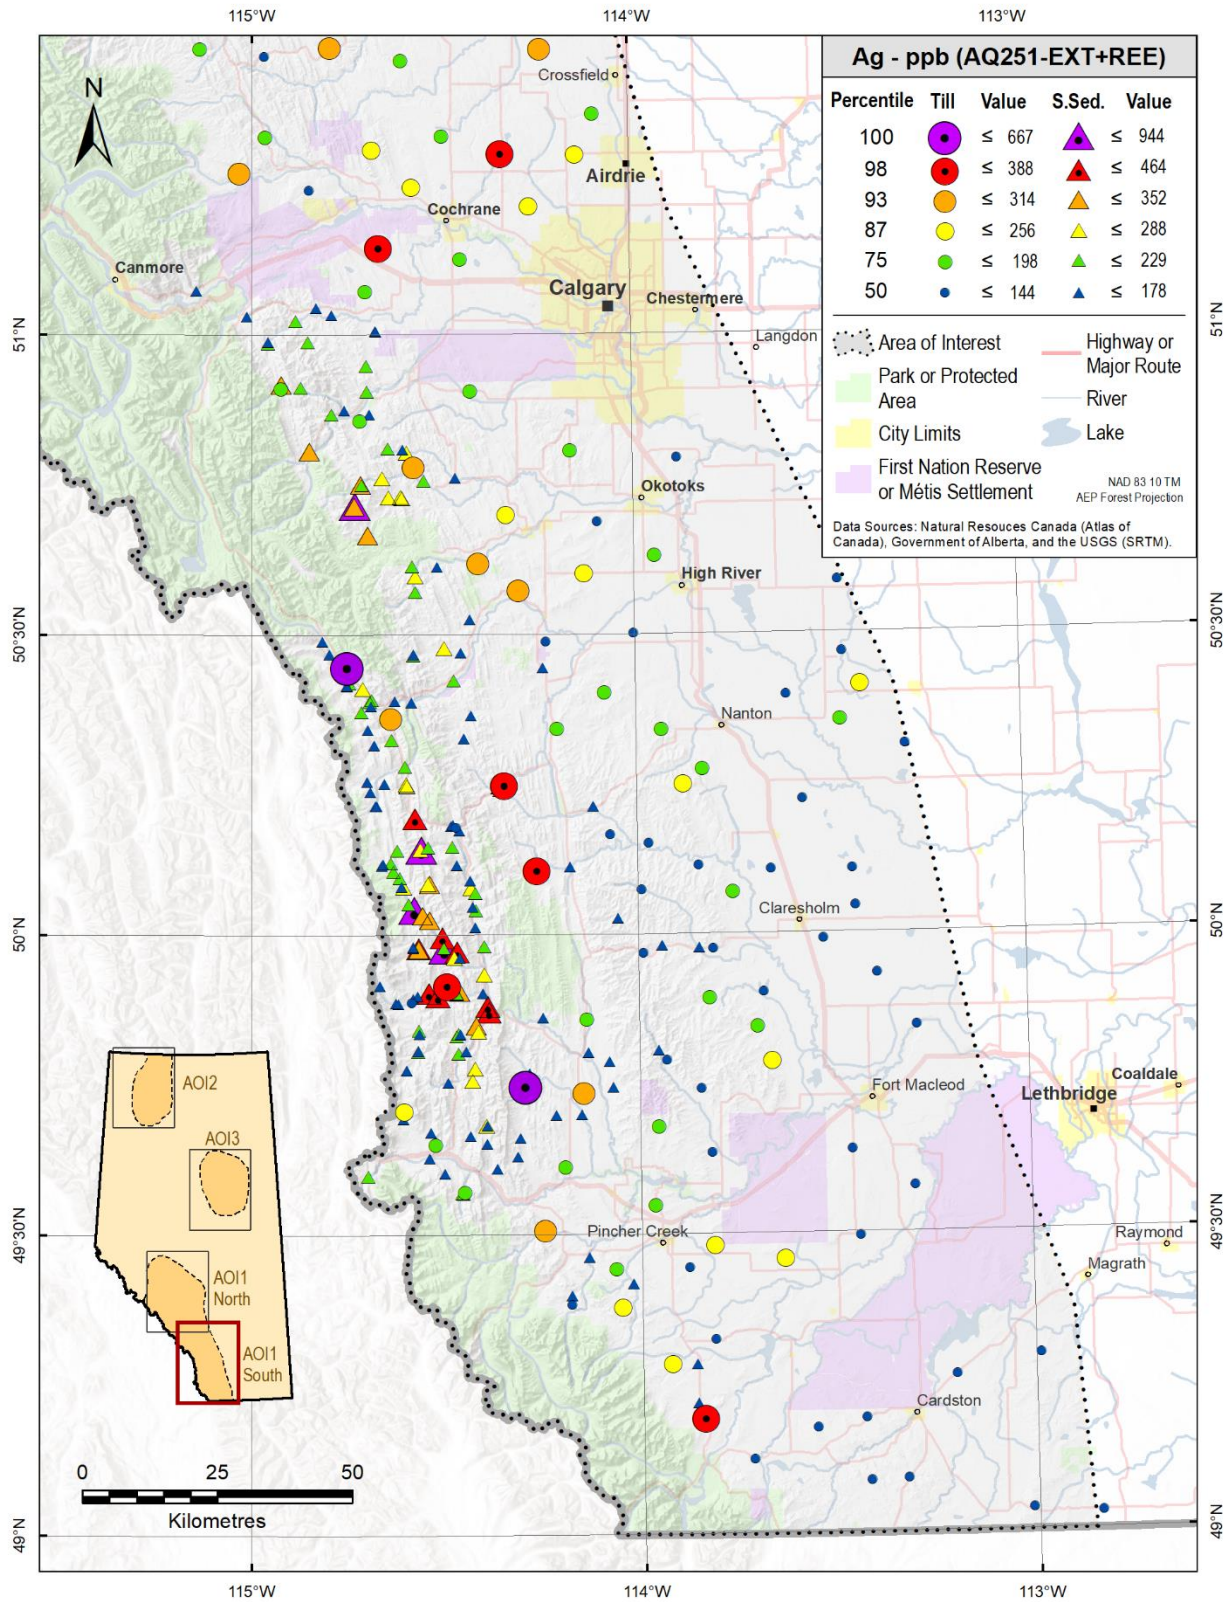 115°W
114°W
113°W
Ag - ppb (AQ251-EXT+REE)
Percentile Till Value S.Sed. Value
100 ≤ 667 ≤ 944
98 ≤ 388 ≤ 464
93 ≤ 314 ≤ 352
87 ≤ 256 ≤ 288
75 ≤ 198 ≤ 229
50 ≤ 144 ≤ 178
Area of Interest
Park or Protected
Area
City Limits
First Nation Reserve
or Métis Settlement
Highway or
Major Route
River
Lake
NAD 83 10 TM
AEP Forest Projection
Data Sources: Natural Resouces Canada (Atlas of
Canada), Government of Alberta, and the USGS (SRTM).
N
Crossfield
Airdrie
Cochrane
Canmore
Calgary
Chestermere
Langdon
51°N
51°N
Okotoks
High River
50°30'N
50°30'N
Nanton
Claresholm
50°N
50°N
Fort Macleod
Lethbridge
Coaldale
Pincher Creek
Raymond
Magrath
49°30'N
49°30'N
Cardston
AOI2
AOI3
AOI1
North
AOI1
South
0 25 50
Kilometres
49°N
49°N
115°W
114°W
113°W